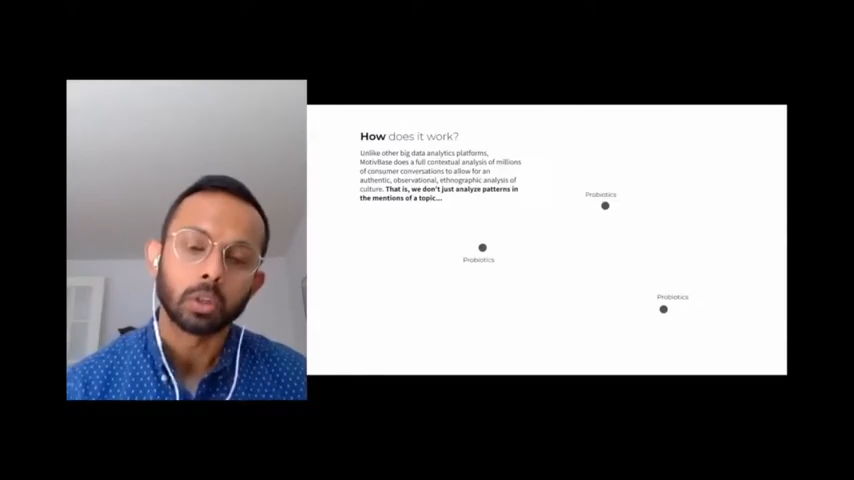 How does it work?
Unlike other big data analytics platforms,
MotivBase does a full contextual analysis of millions
of consumer conversations to allow for an
authentic, observational, ethnographic analysis of
culture. That is, we don't just analyze patterns in
the mentions of a topic...
Probiotics
Probiotics
Probiotics